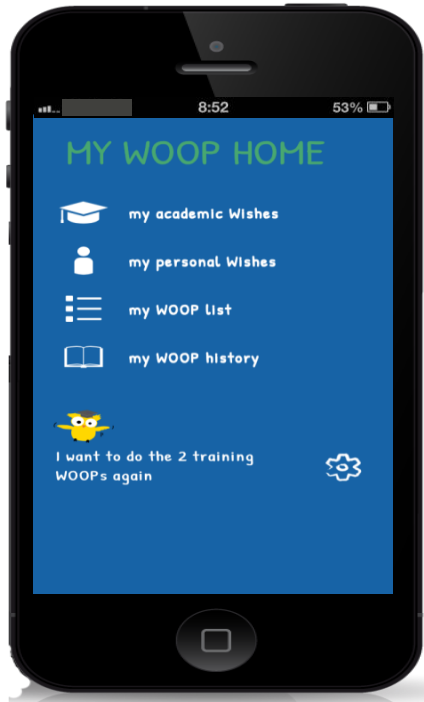 8:52 53%
MY WOOP HOME
my academic Wishes
my personal Wishes
my WOOP list
my WOOP history
I want to do the 2 training
WOOPs again